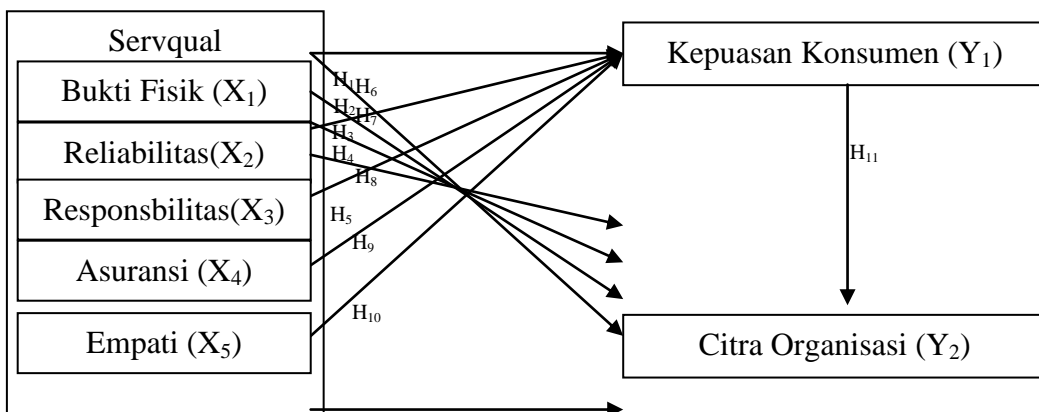 Servqual
Bukti Fisik (X₁)
Reliabilitas(X₂)
Responsbilitas(X₃)
Asuransi (X₄)
Empati (X₅)
H₁
H₆
H₂
H₇
H₃
H₄
H₈
H₅
H₉
H₁₀
Kepuasan Konsumen (Y₁)
H₁₁
Citra Organisasi (Y₂)